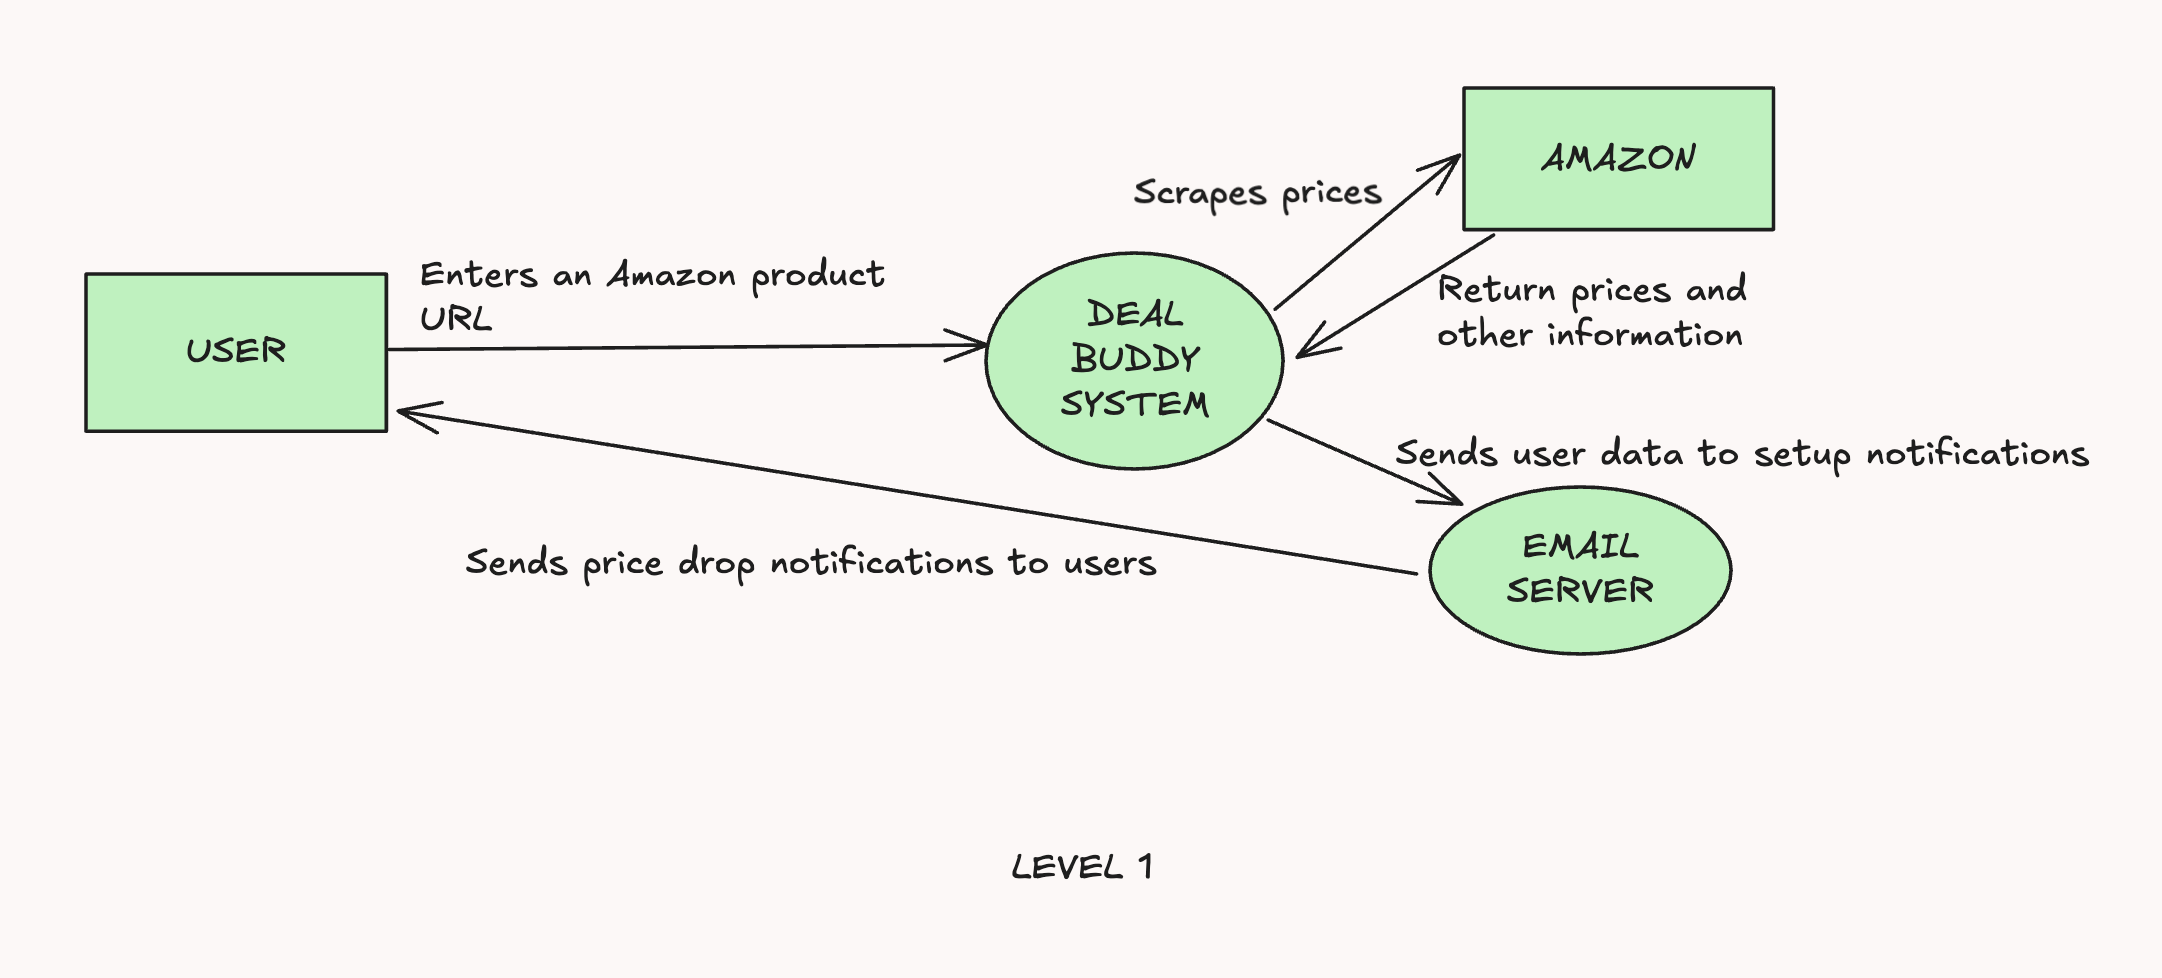 AMAZON
Scrapes prices
Enters an Amazon product
URL
USER
DEAL
BUDDY
SYSTEM
Return prices and
other information
Sends user data to setup notifications
EMAIL
SERVER
Sends price drop notifications to users
LEVEL 1